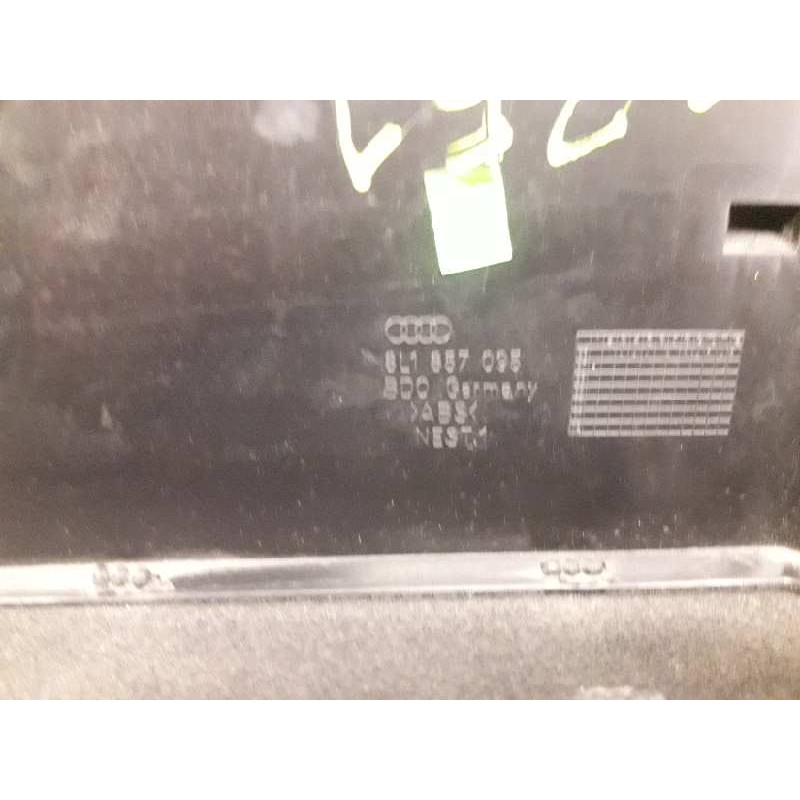 8L1 857 095
BDO Germany
>ABS<
NEST.1